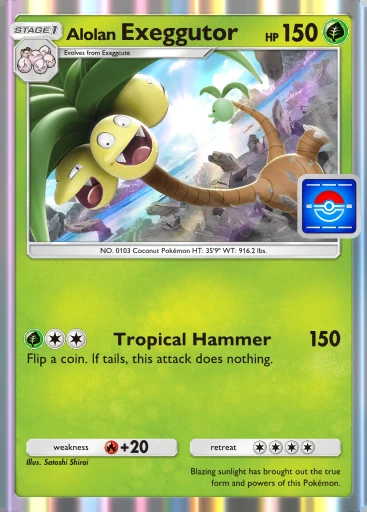 STAGE 1
Alolan Exeggutor
HP 150
Evolves from Exeggcute
NO. 0103 Coconut Pokémon HT: 35'9" WT: 916.2 lbs.
Tropical Hammer 150
Flip a coin. If tails, this attack does nothing.
weakness +20 retreat
Illus. Satoshi Shirai
Blazing sunlight has brought out the true
form and powers of this Pokémon.